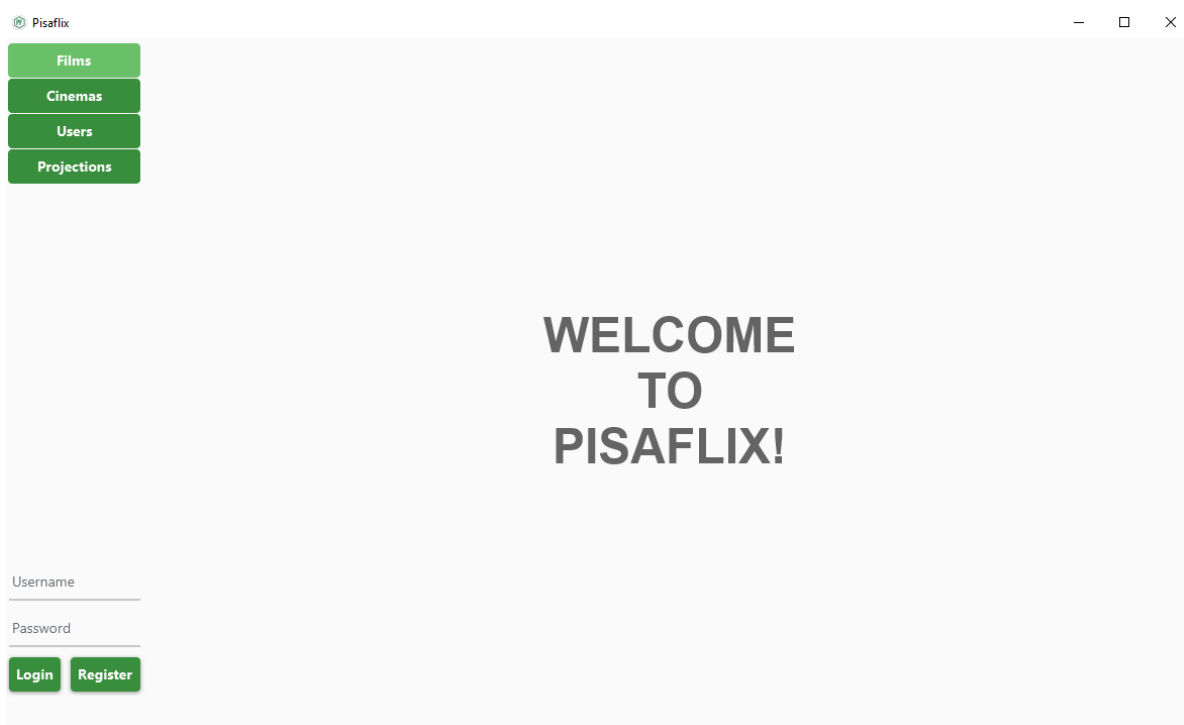 Pisaflix
Films
Cinemas
Users
Projections
WELCOME
TO
PISAFLIX!
Username
Password
Login Register